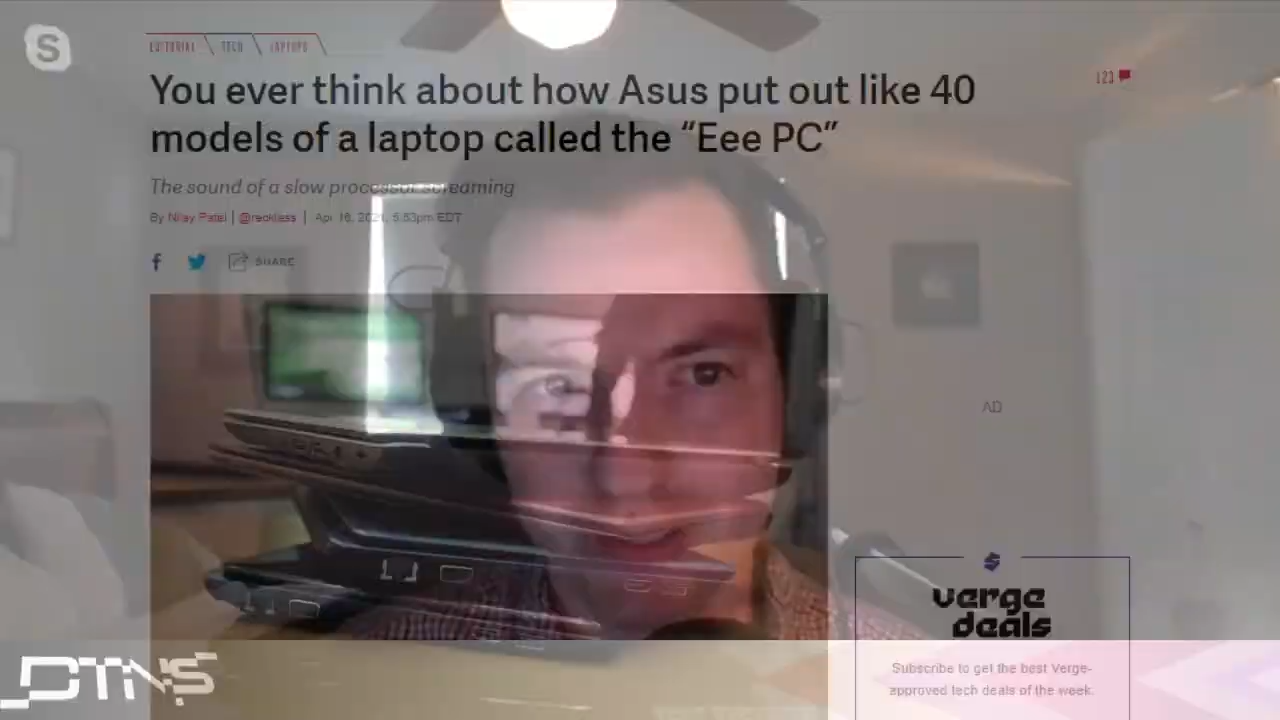 S
EDITORIAL TECH LAPTOPS
You ever think about how Asus put out like 40
models of a laptop called the “Eee PC”
123
The sound of a slow processor screaming
By Nilay Patel | @reckless | Apr 16, 2021, 5:53pm EDT
SHARE
AD
verge
deals
Subscribe to get the best Verge-
approved tech deals of the week.
DTNS